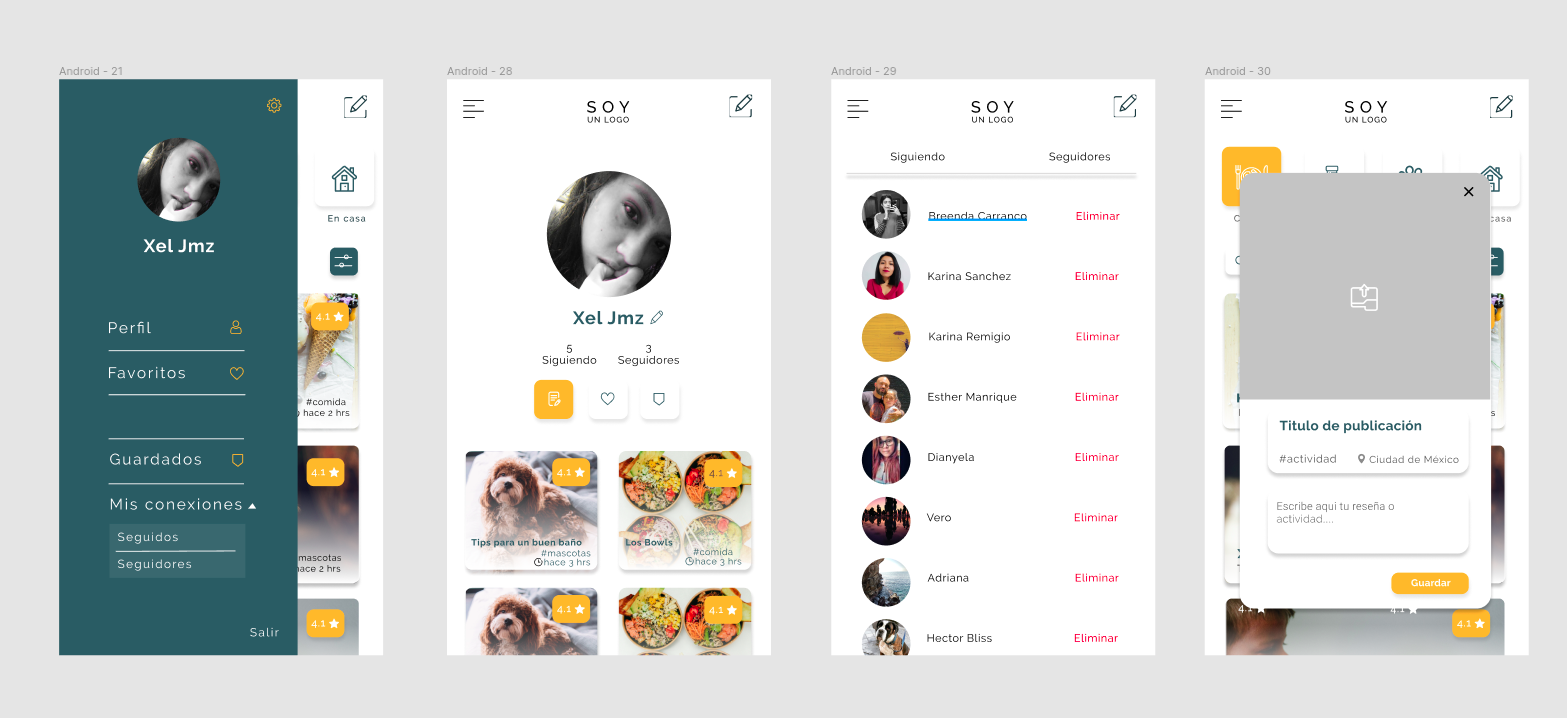 Android - 21
Xel Jmz
Perfil
Favoritos
Guardados
Mis conexiones
Seguidos
Seguidores
Salir
En casa
4.1
#comida
hace 2 hrs
4.1
mascotas
hace 2 hrs
4.1
Android - 28
SOY
UN LOGO
Xel Jmz
5
Siguiendo
3
Seguidores
4.1
Tips para un buen baño
#mascotas
hace 3 hrs
4.1
Los Bowls
#comida
hace 3 hrs
4.1
4.1
Android - 29
SOY
UN LOGO
Siguiendo
Seguidores
Breenda Carranco
Eliminar
Karina Sanchez
Eliminar
Karina Remigio
Eliminar
Esther Manrique
Eliminar
Dianyela
Eliminar
Vero
Eliminar
Adriana
Eliminar
Hector Bliss
Eliminar
Android - 30
SOY
UN LOGO
casa
Titulo de publicación
#actividad
Ciudad de México
Escribe aqui tu reseña o
actividad....
Guardar
4.1
4.1
4.1